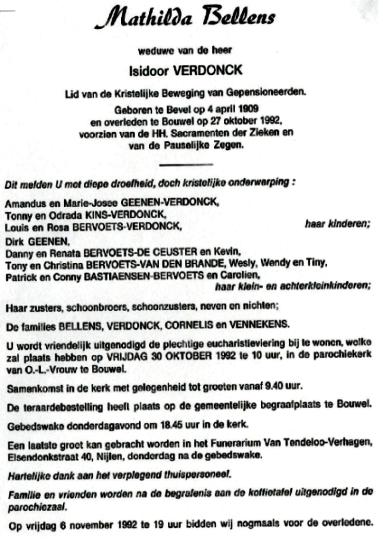 Mathilda Bellens
weduwe van de heer
Isidoor VERDONCK
Lid van de Kristelijke Beweging van Gepensioneerden.
Geboren te Bevel op 4 april 1909
en overleden te Bouwel op 27 oktober 1992,
voorzien van de HH. Sacramenten der Zieken en
van de Pauselijke Zegen.
Dit melden U met diepe droefheid, doch kristelijke onderwerping :
Amandus en Marie-Josee GEENEN-VERDONCK,
Tonny en Odrada KINS-VERDONCK,
Louis en Rosa BERVOETS-VERDONCK, haar kinderen;
Dirk GEENEN,
Danny en Renata BERVOETS-DE CEUSTER en Kevin,
Tony en Christina BERVOETS-VAN DEN BRANDE, Wesly, Wendy en Tiny,
Patrick en Conny BASTIAENSEN-BERVOETS en Carolien,
haar klein- en achterkleinkinderen;
Haar zusters, schoonbroers, schoonzusters, neven en nichten;
De families BELLENS, VERDONCK, CORNELIS en VENNEKENS.
U wordt vriendelijk uitgenodigd de plechtige eucharistieviering bij te wonen, welke
zal plaats hebben op VRIJDAG 30 OKTOBER 1992 te 10 uur, in de parochiekerk
van O.-L.-Vrouw te Bouwel.
Samenkomst in de kerk met gelegenheid tot groeten vanaf 9.40 uur.
De teraardebestelling heeft plaats op de gemeentelijke begraafplaats te Bouwel.
Gebedswake donderdagavond om 18.45 uur in de kerk.
Een laatste groet kan gebracht worden in het Funerarium Van Tendeloo-Verhagen,
Elsendonkstraat 40, Nijlen, donderdag na de gebedswake.
Hartelijke dank aan het verplegend thuispersoneel.
Familie en vrienden worden na de begrafenis aan de koffietafel uitgenodigd in de
parochiezaal.
Op vrijdag 6 november 1992 te 19 uur bidden wij nogmaals voor de overledene.